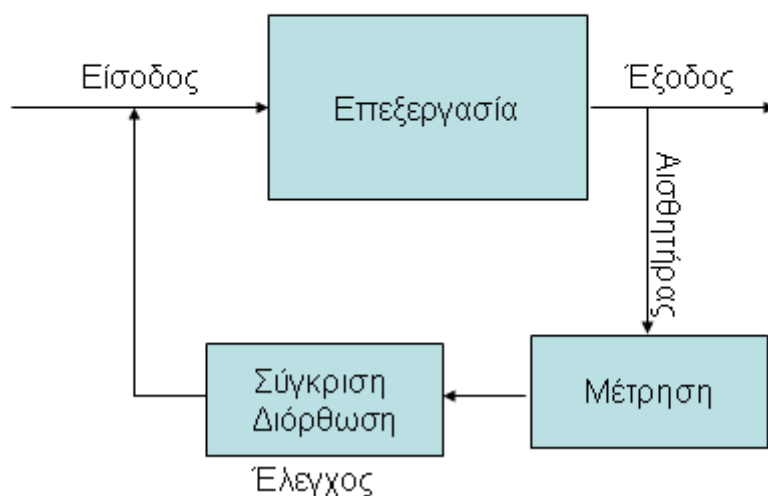 Είσοδος
Επεξεργασία
Έξοδος
Αισθητήρας
Σύγκριση
Διόρθωση
Μέτρηση
Έλεγχος